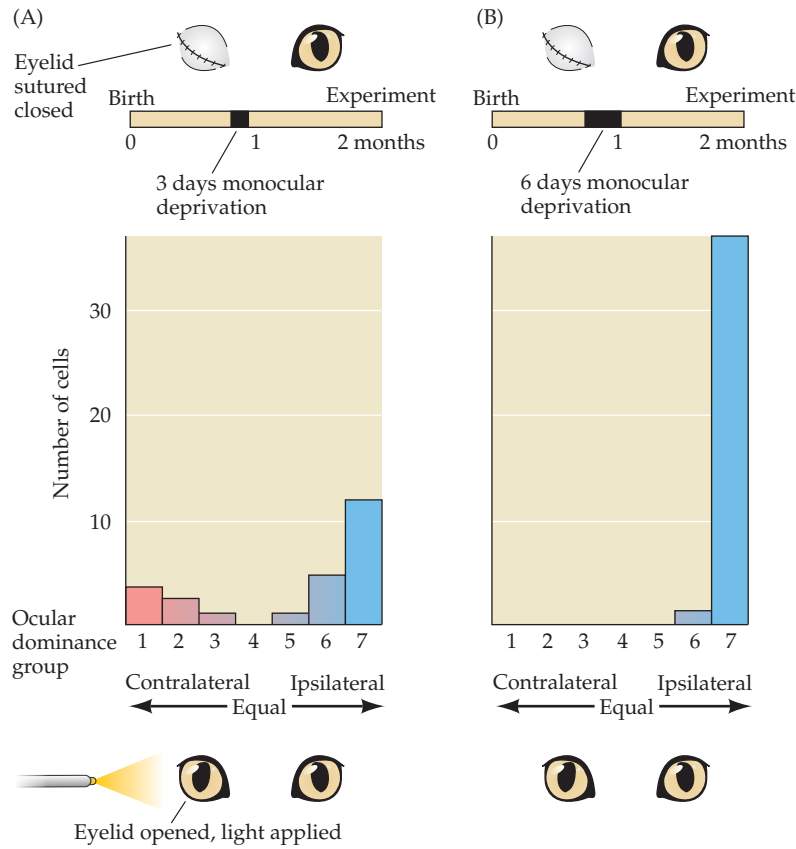 (A)
Eyelid
sutured
closed
Birth
Experiment
0
1
2 months
3 days monocular
deprivation
Number of cells
30
20
10
Ocular
dominance
group
1 2 3 4 5 6 7
Contralateral
Ipsilateral
Equal
Eyelid opened, light applied
(B)
Birth
Experiment
0
1
2 months
6 days monocular
deprivation
1 2 3 4 5 6 7
Contralateral
Ipsilateral
Equal